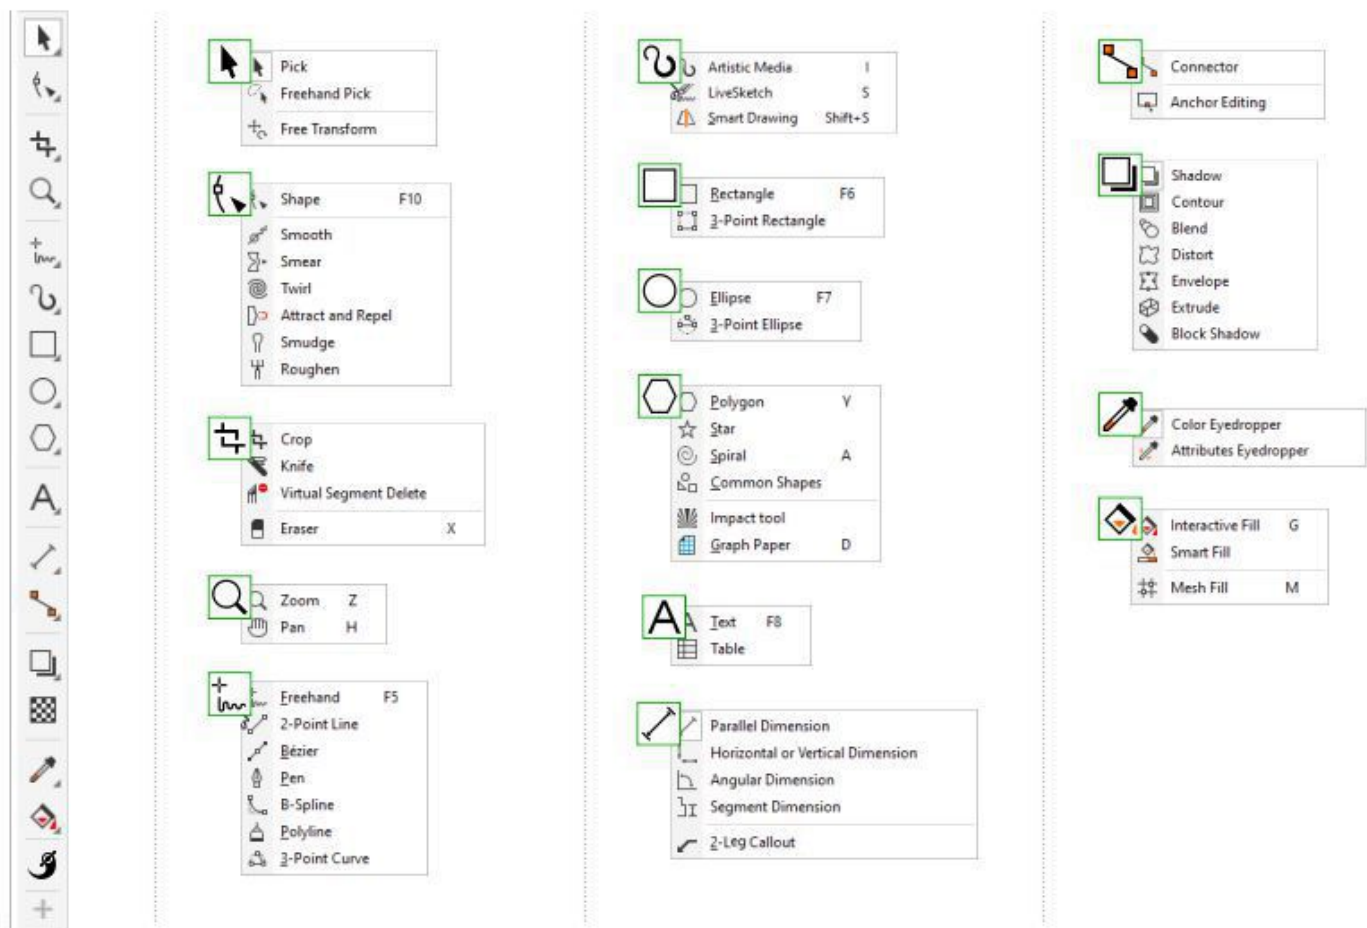 Pick
Freehand Pick
Free Transform
Shape F10
Smooth
Smear
Twirl
Attract and Repel
Smudge
Roughen
Crop
Knife
Virtual Segment Delete
Eraser X
Zoom Z
Pan H
Freehand F5
2-Point Line
Bézier
Pen
B-Spline
Polyline
3-Point Curve
Artistic Media I
LiveSketch S
Smart Drawing Shift+S
Rectangle F6
3-Point Rectangle
Ellipse F7
3-Point Ellipse
Polygon Y
Star
Spiral A
Common Shapes
Impact tool
Graph Paper D
Text F8
Table
Parallel Dimension
Horizontal or Vertical Dimension
Angular Dimension
Segment Dimension
2-Leg Callout
Connector
Anchor Editing
Shadow
Contour
Blend
Distort
Envelope
Extrude
Block Shadow
Color Eyedropper
Attributes Eyedropper
Interactive Fill G
Smart Fill
Mesh Fill M